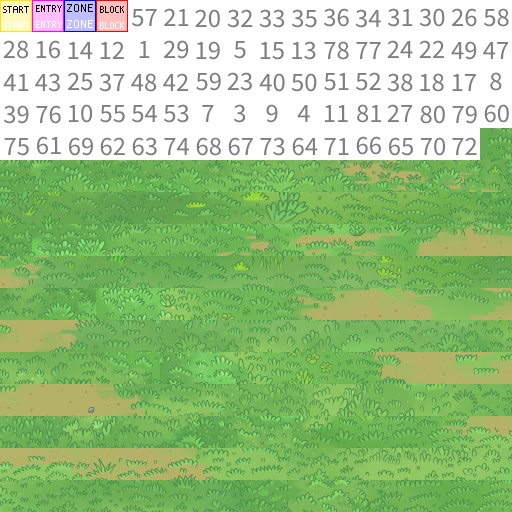 START ENTRY ZONE BLOCK 57 21 20 32 33 35 36 34 31 30 26 58
START ENTRY ZONE BLOCK
28 16 14 12 1 29 19 5 15 13 78 77 24 22 49 47
41 43 25 37 48 42 59 23 40 50 51 52 38 18 17 8
39 76 10 55 54 53 7 3 9 4 11 81 27 80 79 60
75 61 69 62 63 74 68 67 73 64 71 66 65 70 72